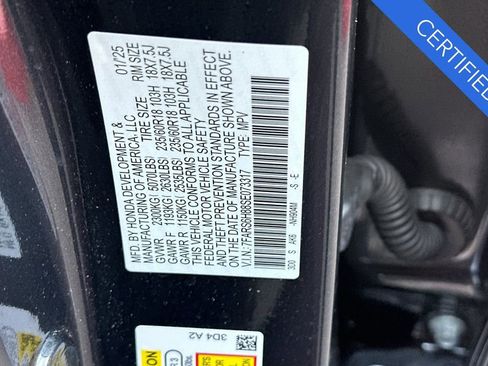 CERTIFIED
MFD. BY HONDA DEVELOPMENT & 01/25
MANUFACTURING OF AMERICA, LLC
TIRE SIZE RIM SIZE
GVWR 2300KG( 5070LBS)
GAWR F 1193KG( 2630LBS) 235/60R18 103H 18X7.5J
GAWR R 1150KG( 2535LBS) 235/60R18 103H 18X7.5J
THIS VEHICLE CONFORMS TO ALL APPLICABLE
FEDERAL MOTOR VEHICLE SAFETY
AND THEFT PREVENTION STANDARDS IN EFFECT
ON THE DATE OF MANUFACTURE SHOWN ABOVE.
V.I.N.: 7FARS6H86SE073317 TYPE: MPV
3D4 A2